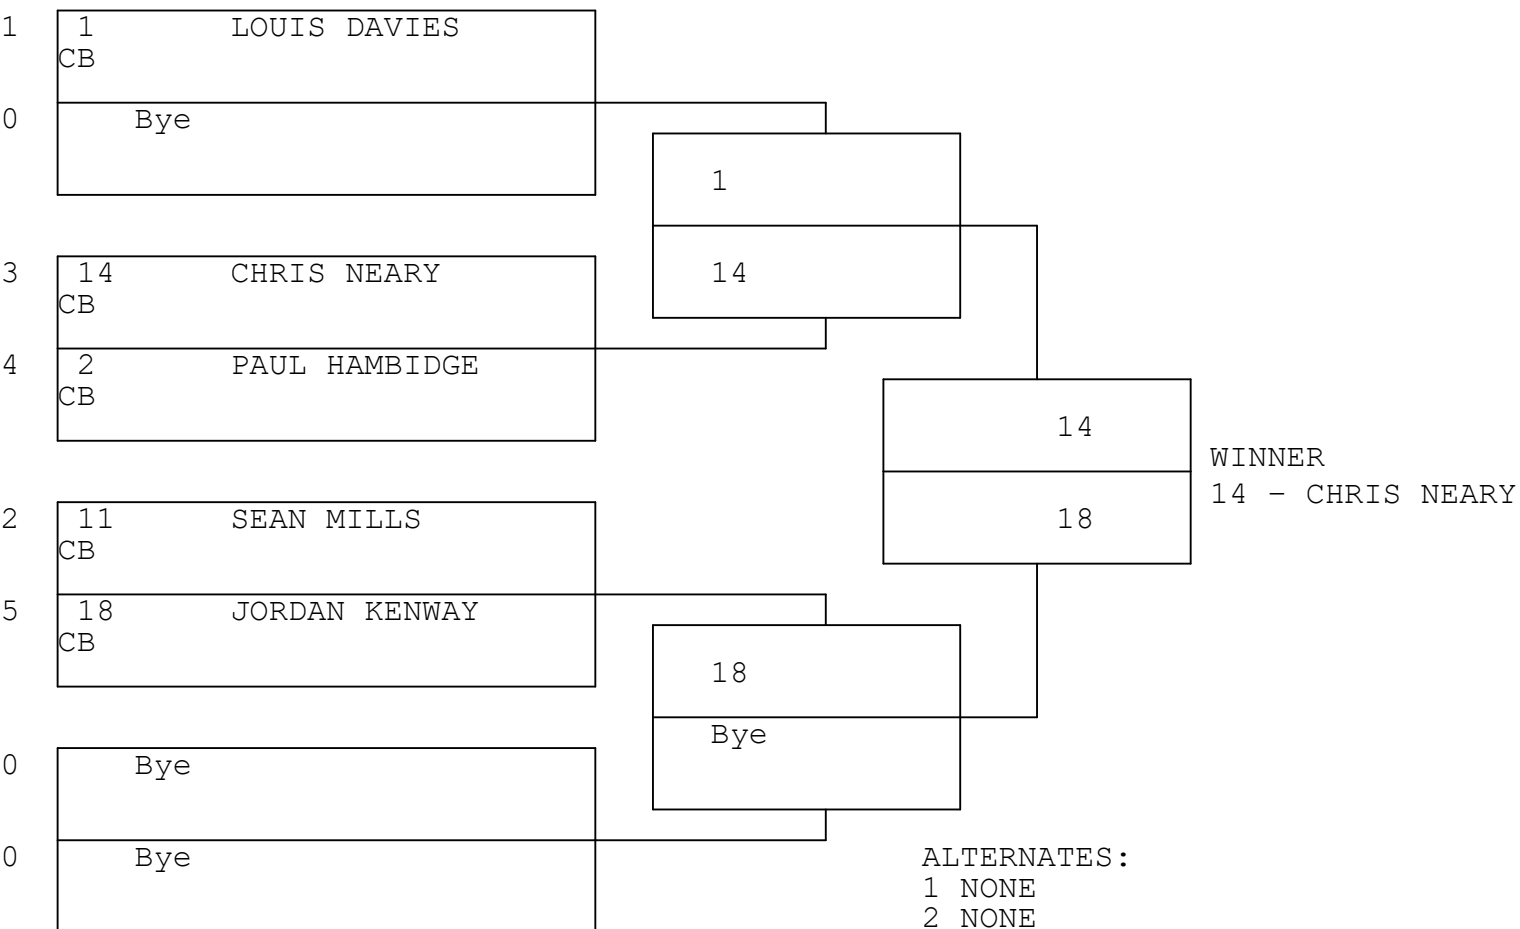 1 1 LOUIS DAVIES
CB
0 Bye
1
3 14 CHRIS NEARY
14
CB
4 2 PAUL HAMBIDGE
CB
14
WINNER
14 - CHRIS NEARY
2 11 SEAN MILLS
18
CB
5 18 JORDAN KENWAY
CB
18
Bye
0 Bye
0 Bye
ALTERNATES:
1 NONE
2 NONE